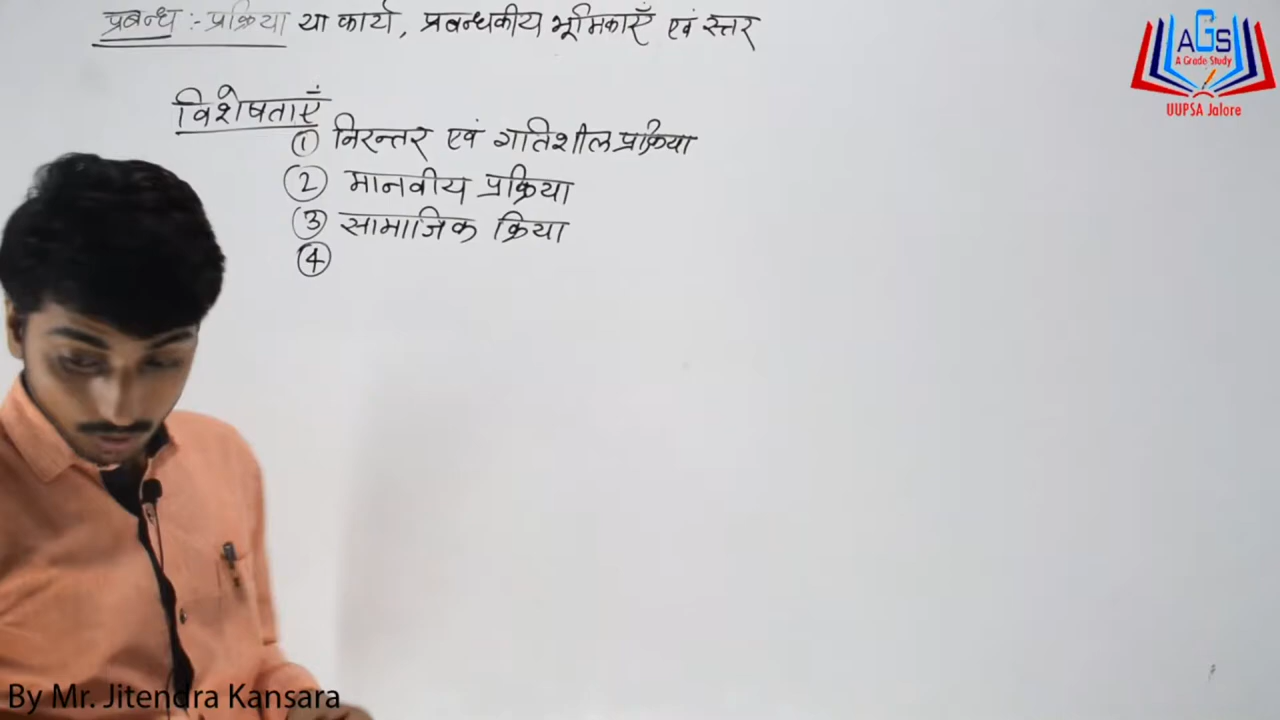 प्रबन्ध :- प्रक्रिया या कार्य, प्रबन्धकीय भूमिकाएँ एवं स्तर
विशेषताएँ
① निरन्तर एवं गतिशील प्रक्रिया
② मानवीय प्रक्रिया
③ सामाजिक क्रिया
④
AGS
A Grade Study
UUPSA Jalore
By Mr. Jitendra Kansara